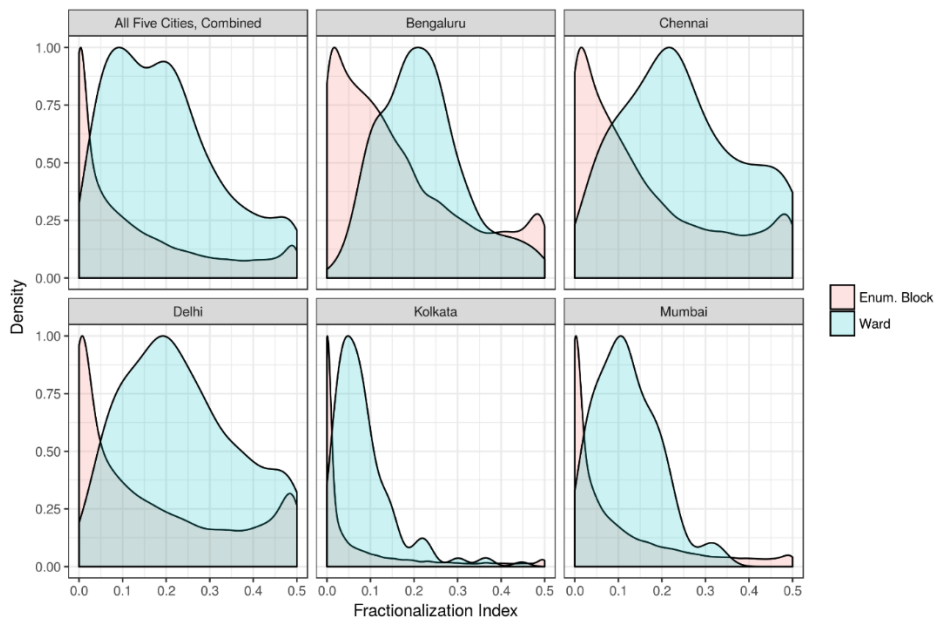 All Five Cities, Combined
Bengaluru
Chennai
1.00
0.75
0.50
0.25
0.00
Density
Delhi
Kolkata
Mumbai
1.00
0.75
0.50
0.25
0.00
0.0 0.1 0.2 0.3 0.4 0.5
0.0 0.1 0.2 0.3 0.4 0.5
0.0 0.1 0.2 0.3 0.4 0.5
Fractionalization Index
Enum. Block
Ward